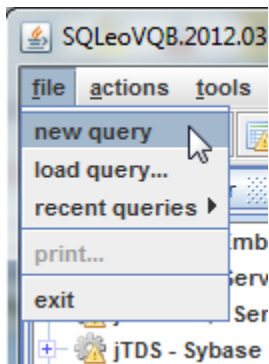 SQLeoVQB.2012.03
file actions tools
new query
load query...
recent queries
print...
exit
jTDS - Sybase